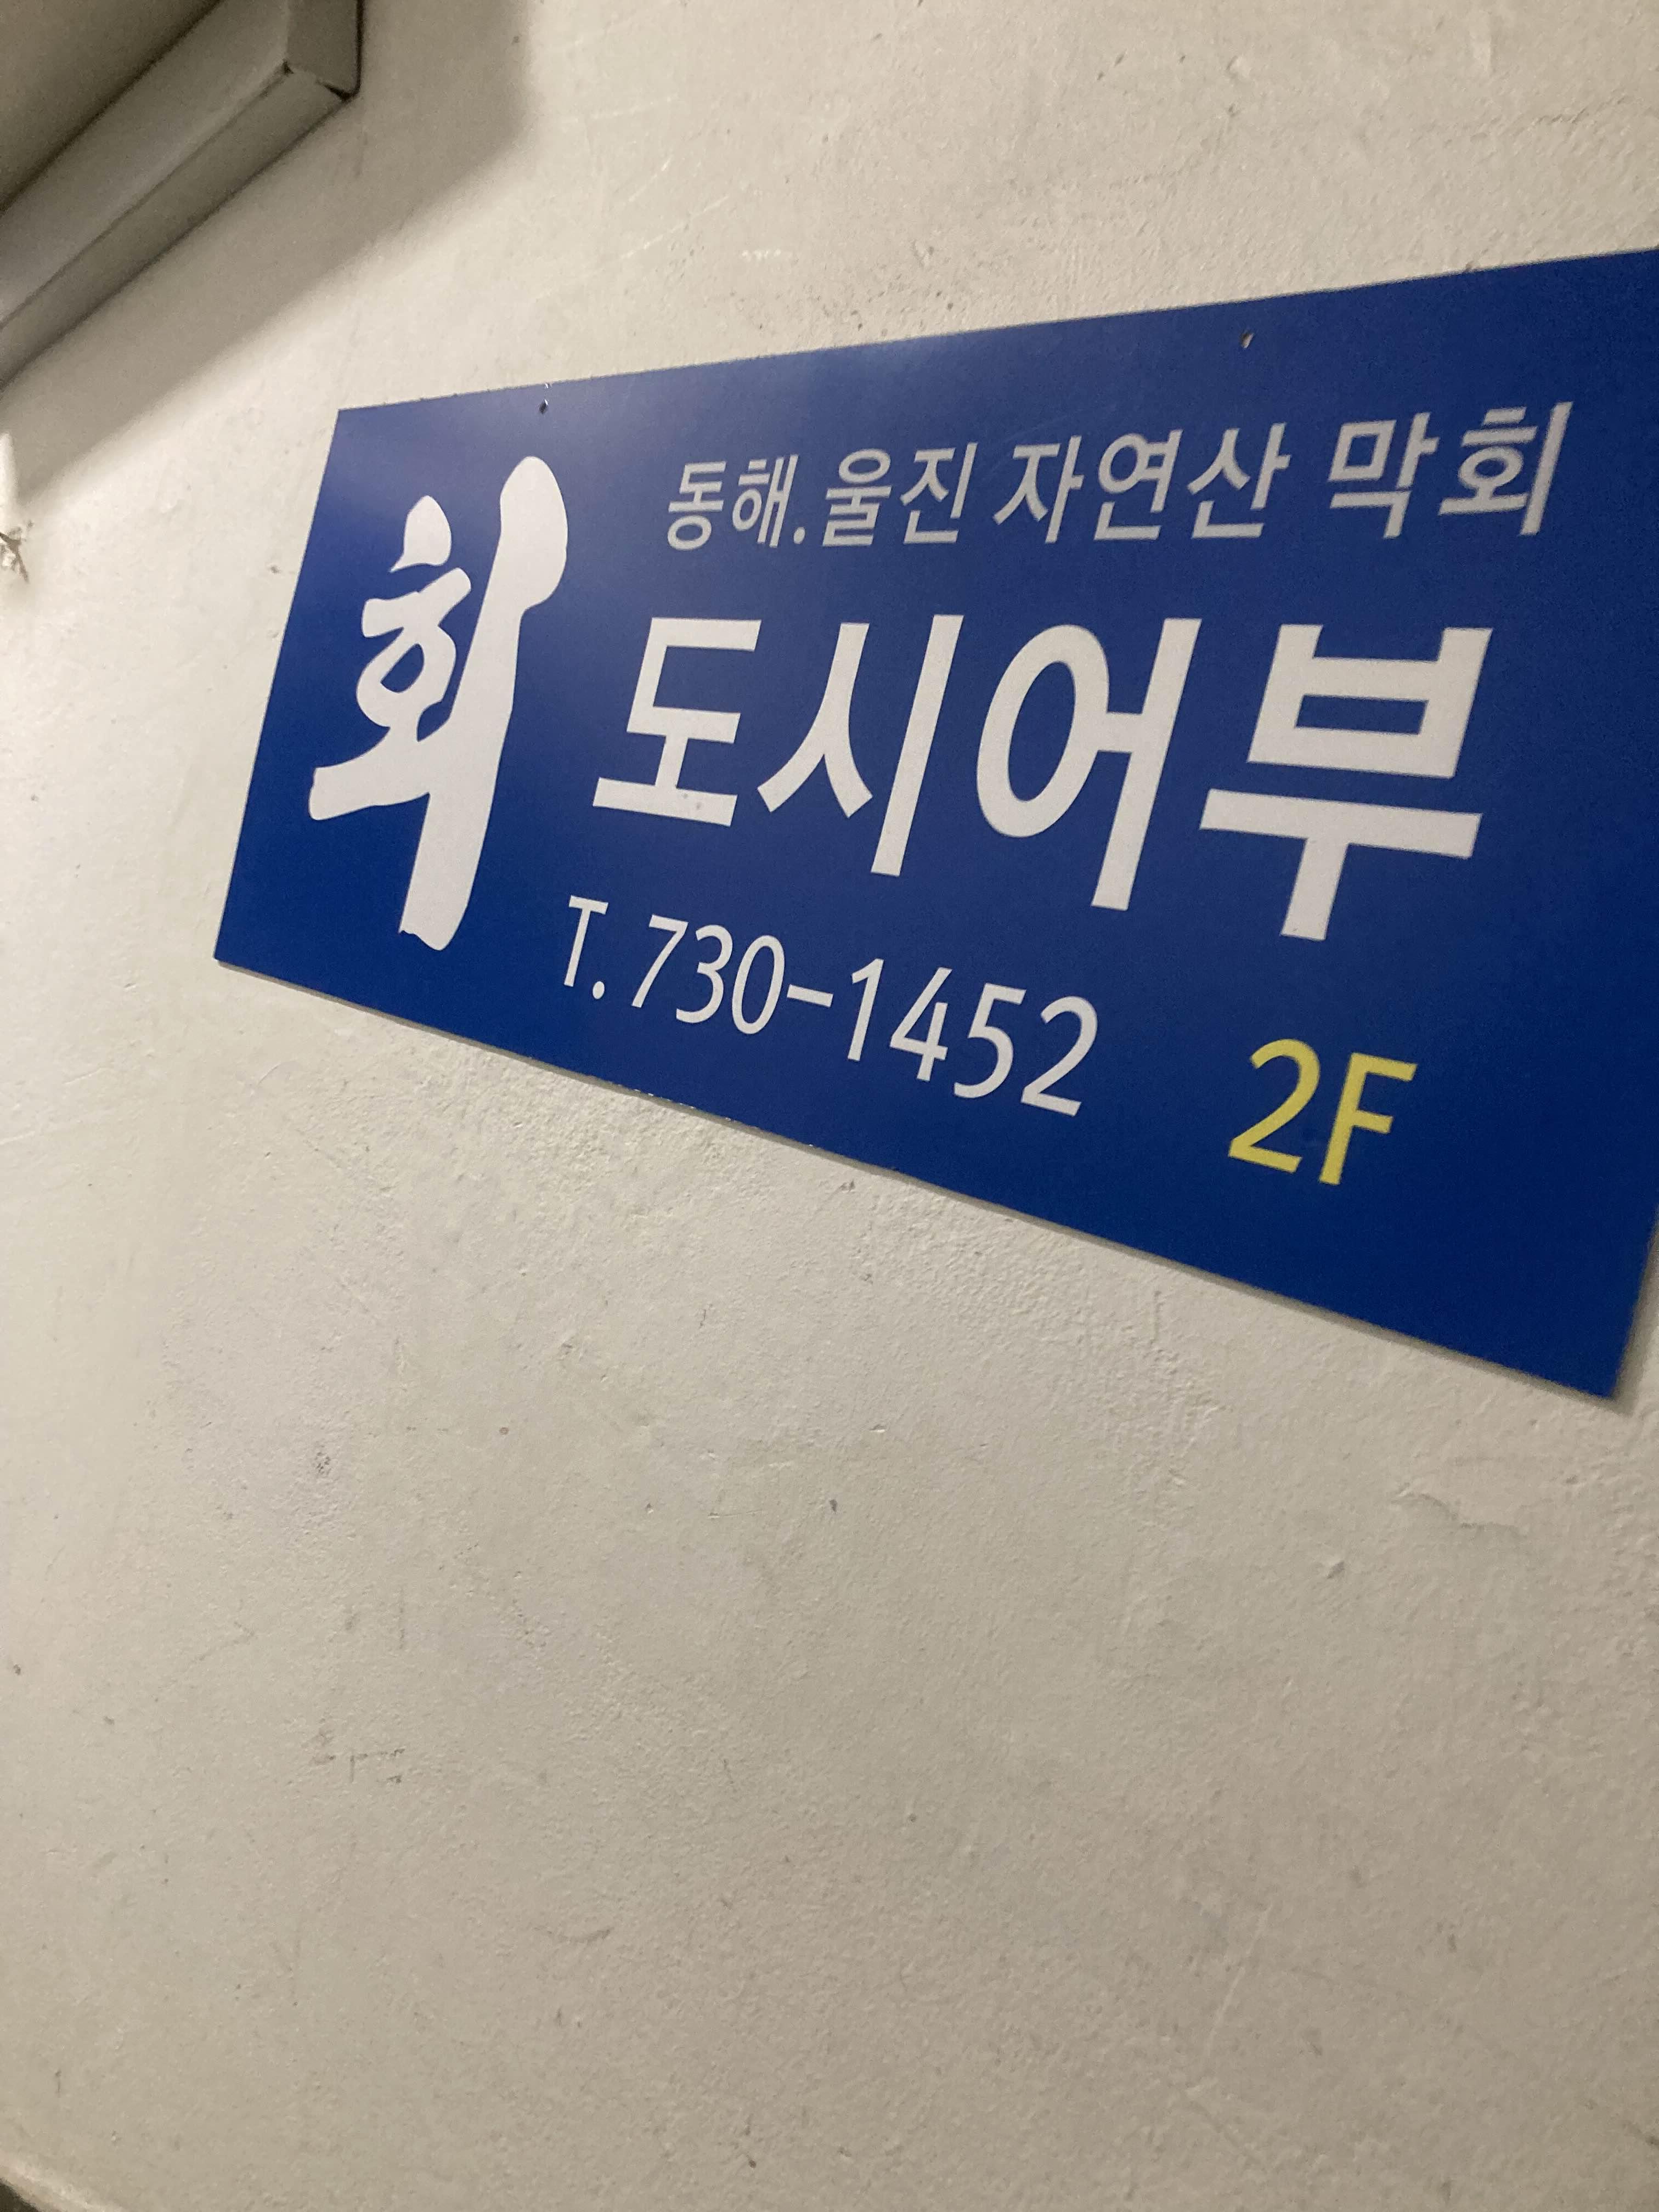 회
동해.울진 자연산 막회
도시어부
T. 730-1452
2F